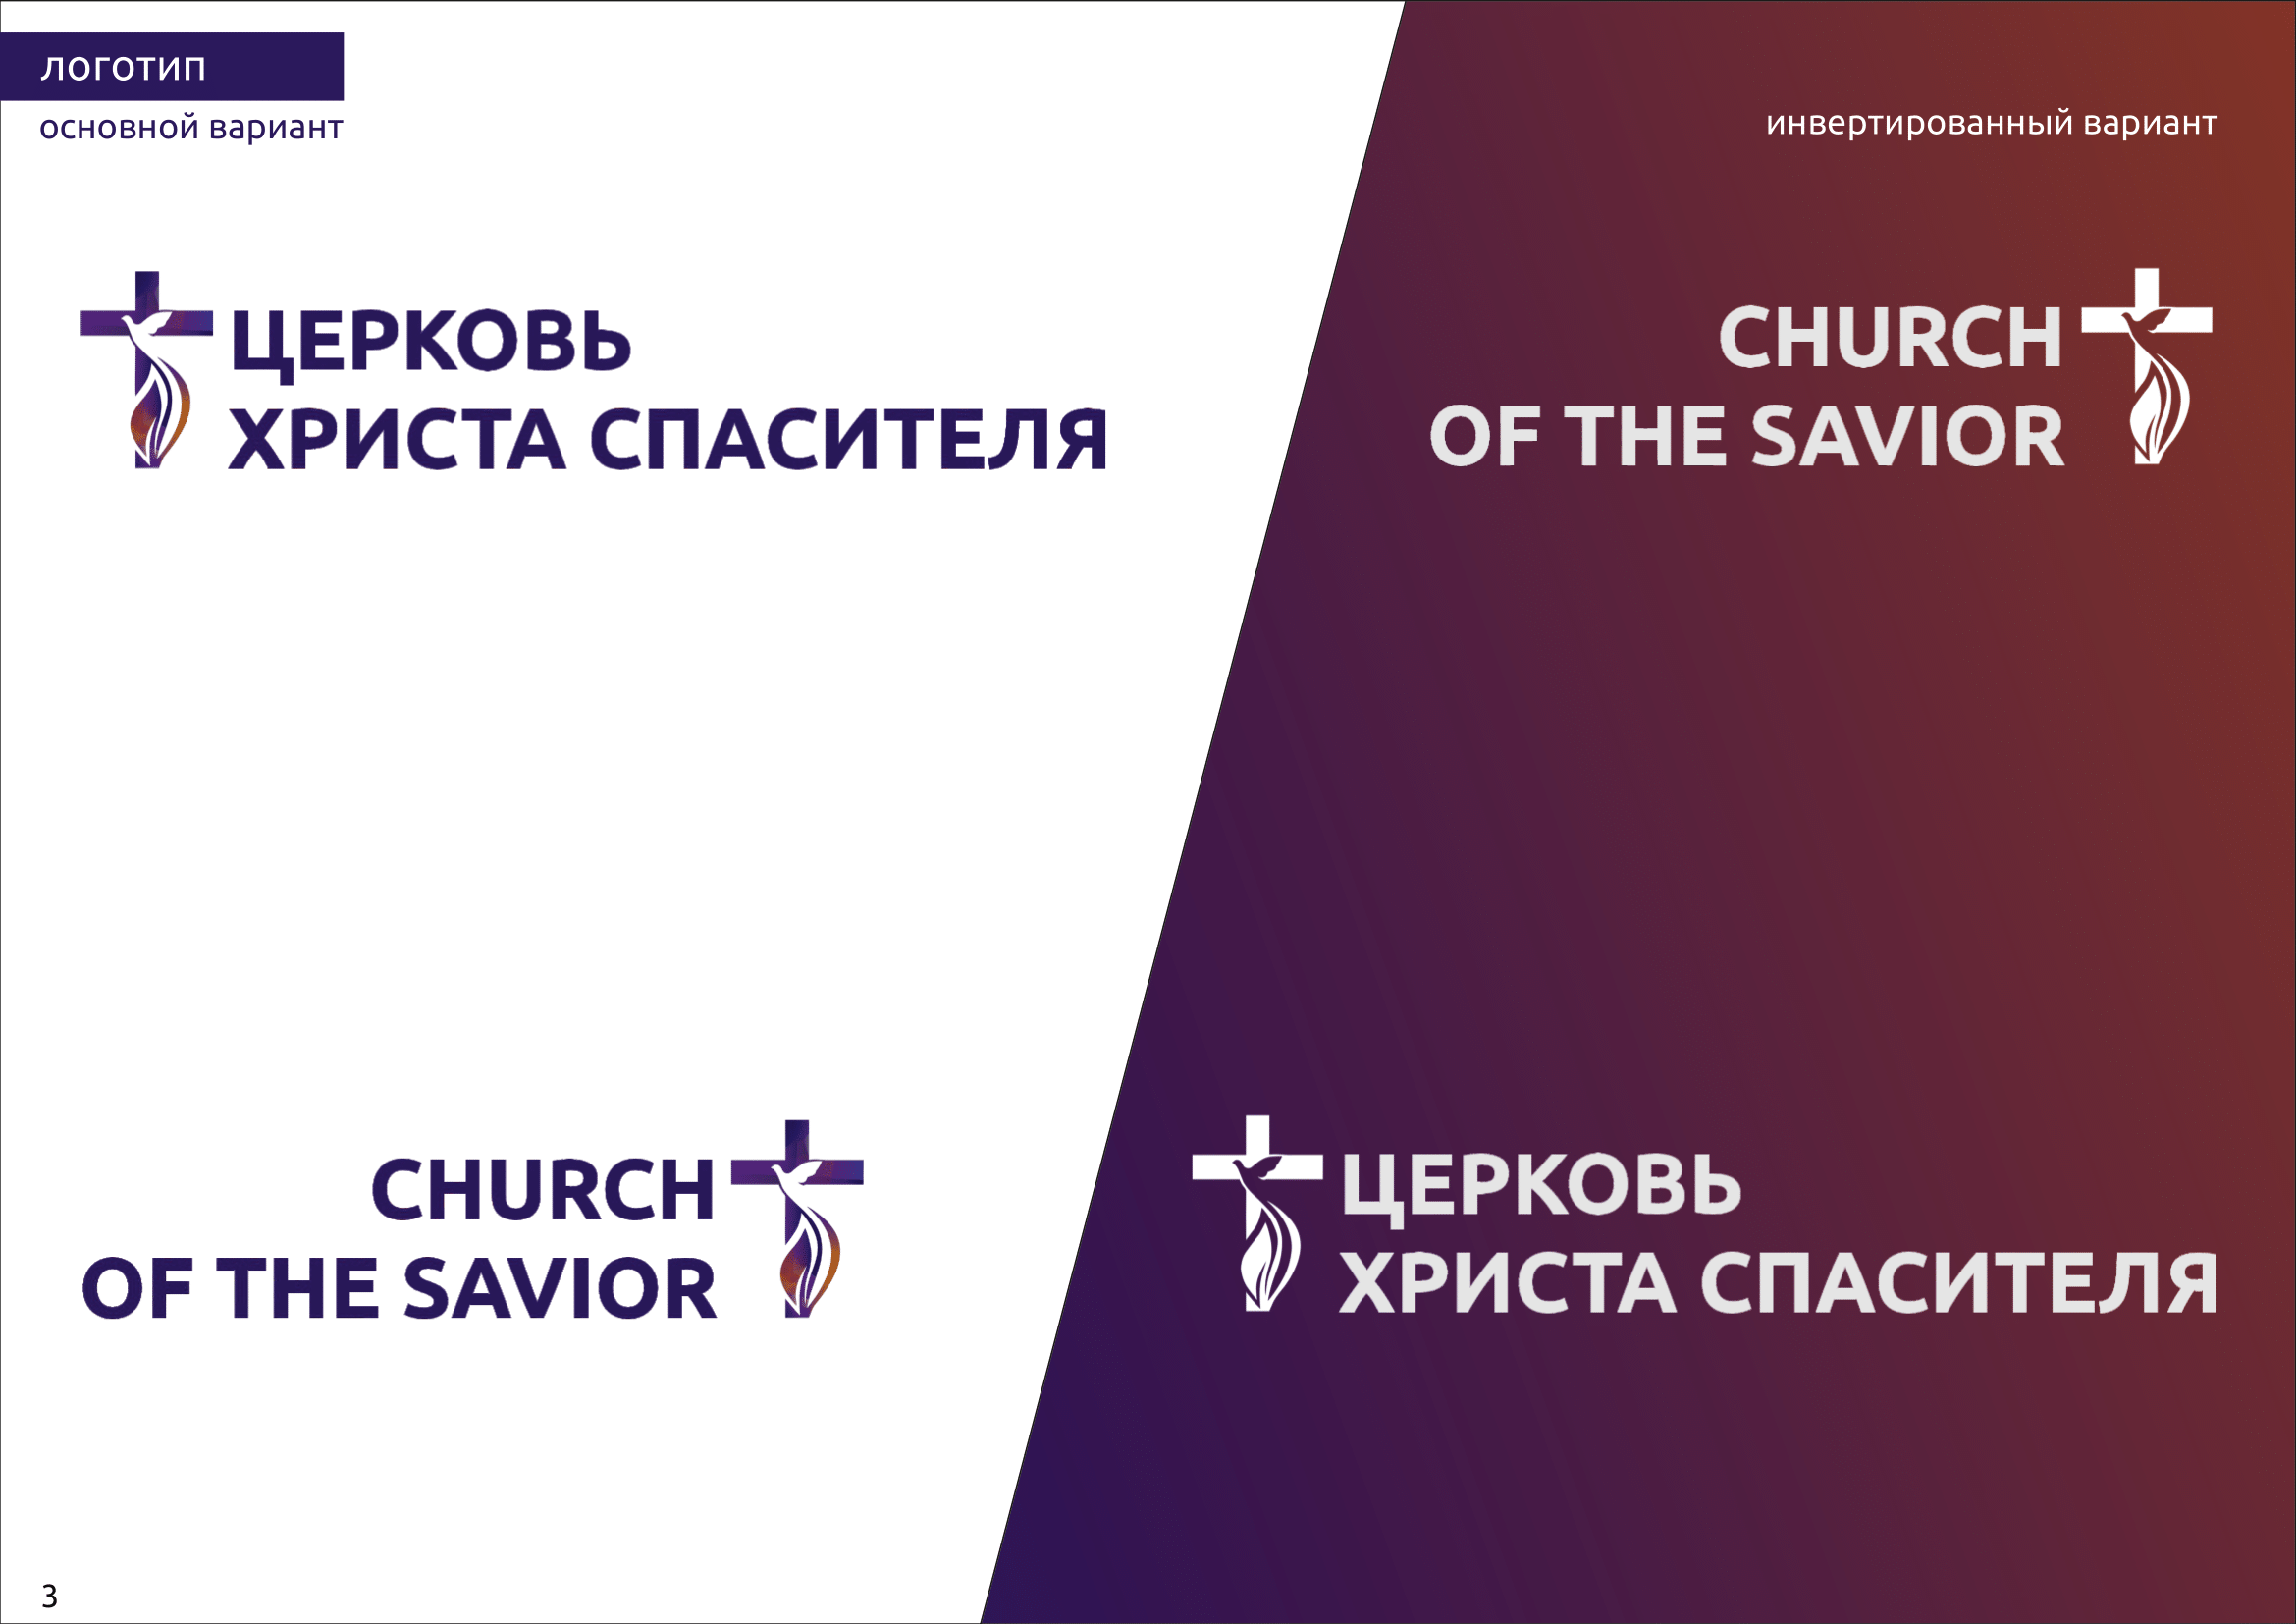 ЛОГОТИП
основной вариант
инвертированный вариант
ЦЕРКОВЬ
ХРИСТА СПАСИТЕЛЯ
CHURCH
OF THE SAVIOR
CHURCH
OF THE SAVIOR
ЦЕРКОВЬ
ХРИСТА СПАСИТЕЛЯ
3